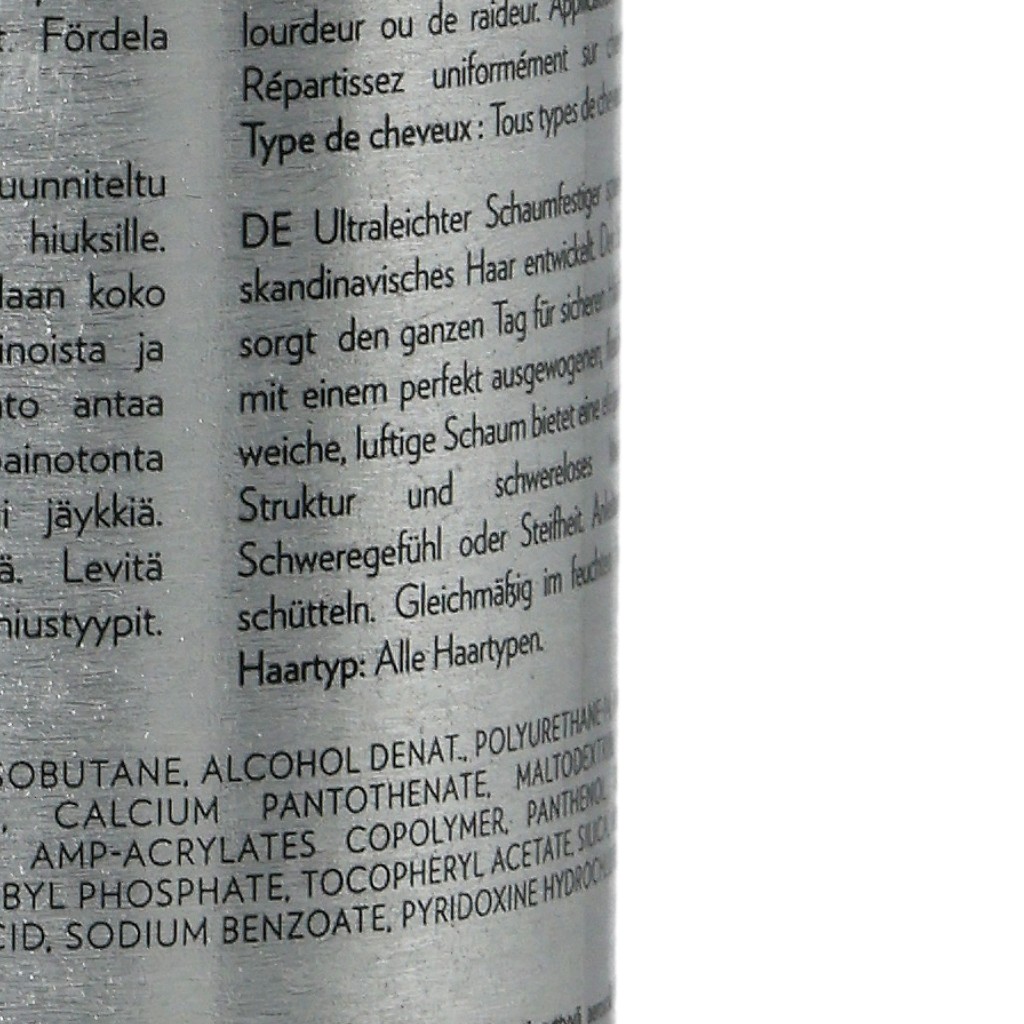 Fördela
uunniteltu
hiuksille.
laan koko
inoista ja
to antaa
ainotonta
i jäykkiä.
ä. Levitä
hiustyypit.
lourdeur ou de raideur.
Répartissez uniformément sur
Type de cheveux : Tous types de
DE Ultraleichter Schaumfestiger
skandinavisches Haar entwickelt.
sorgt den ganzen Tag für sicheren
mit einem perfekt ausgewogenen,
weiche, luftige Schaum bietet eine
Struktur und schwereloses
Schweregefühl oder Steifheit.
schütteln. Gleichmäßig im
Haartyp: Alle Haartypen.
SOBUTANE, ALCOHOL DENAT., POLYURETHANE-
, CALCIUM PANTOTHENATE,
AMP-ACRYLATES COPOLYMER, PANTHENOL
BYL PHOSPHATE, TOCOPHERYL ACETATE, SILICA,
CID, SODIUM BENZOATE, PYRIDOXINE